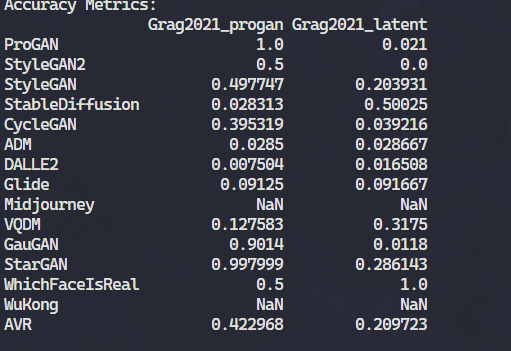 Accuracy Metrics:
Grag2021_progan Grag2021_latent
ProGAN 1.0 0.021
StyleGAN2 0.5 0.0
StyleGAN 0.497747 0.203931
StableDiffusion 0.028313 0.50025
CycleGAN 0.395319 0.039216
ADM 0.0285 0.028667
DALLE2 0.007504 0.016508
Glide 0.09125 0.091667
Midjourney NaN NaN
VQDM 0.127583 0.3175
GauGAN 0.9014 0.0118
StarGAN 0.997999 0.286143
WhichFaceIsReal 0.5 1.0
WuKong NaN NaN
AVR 0.422968 0.209723